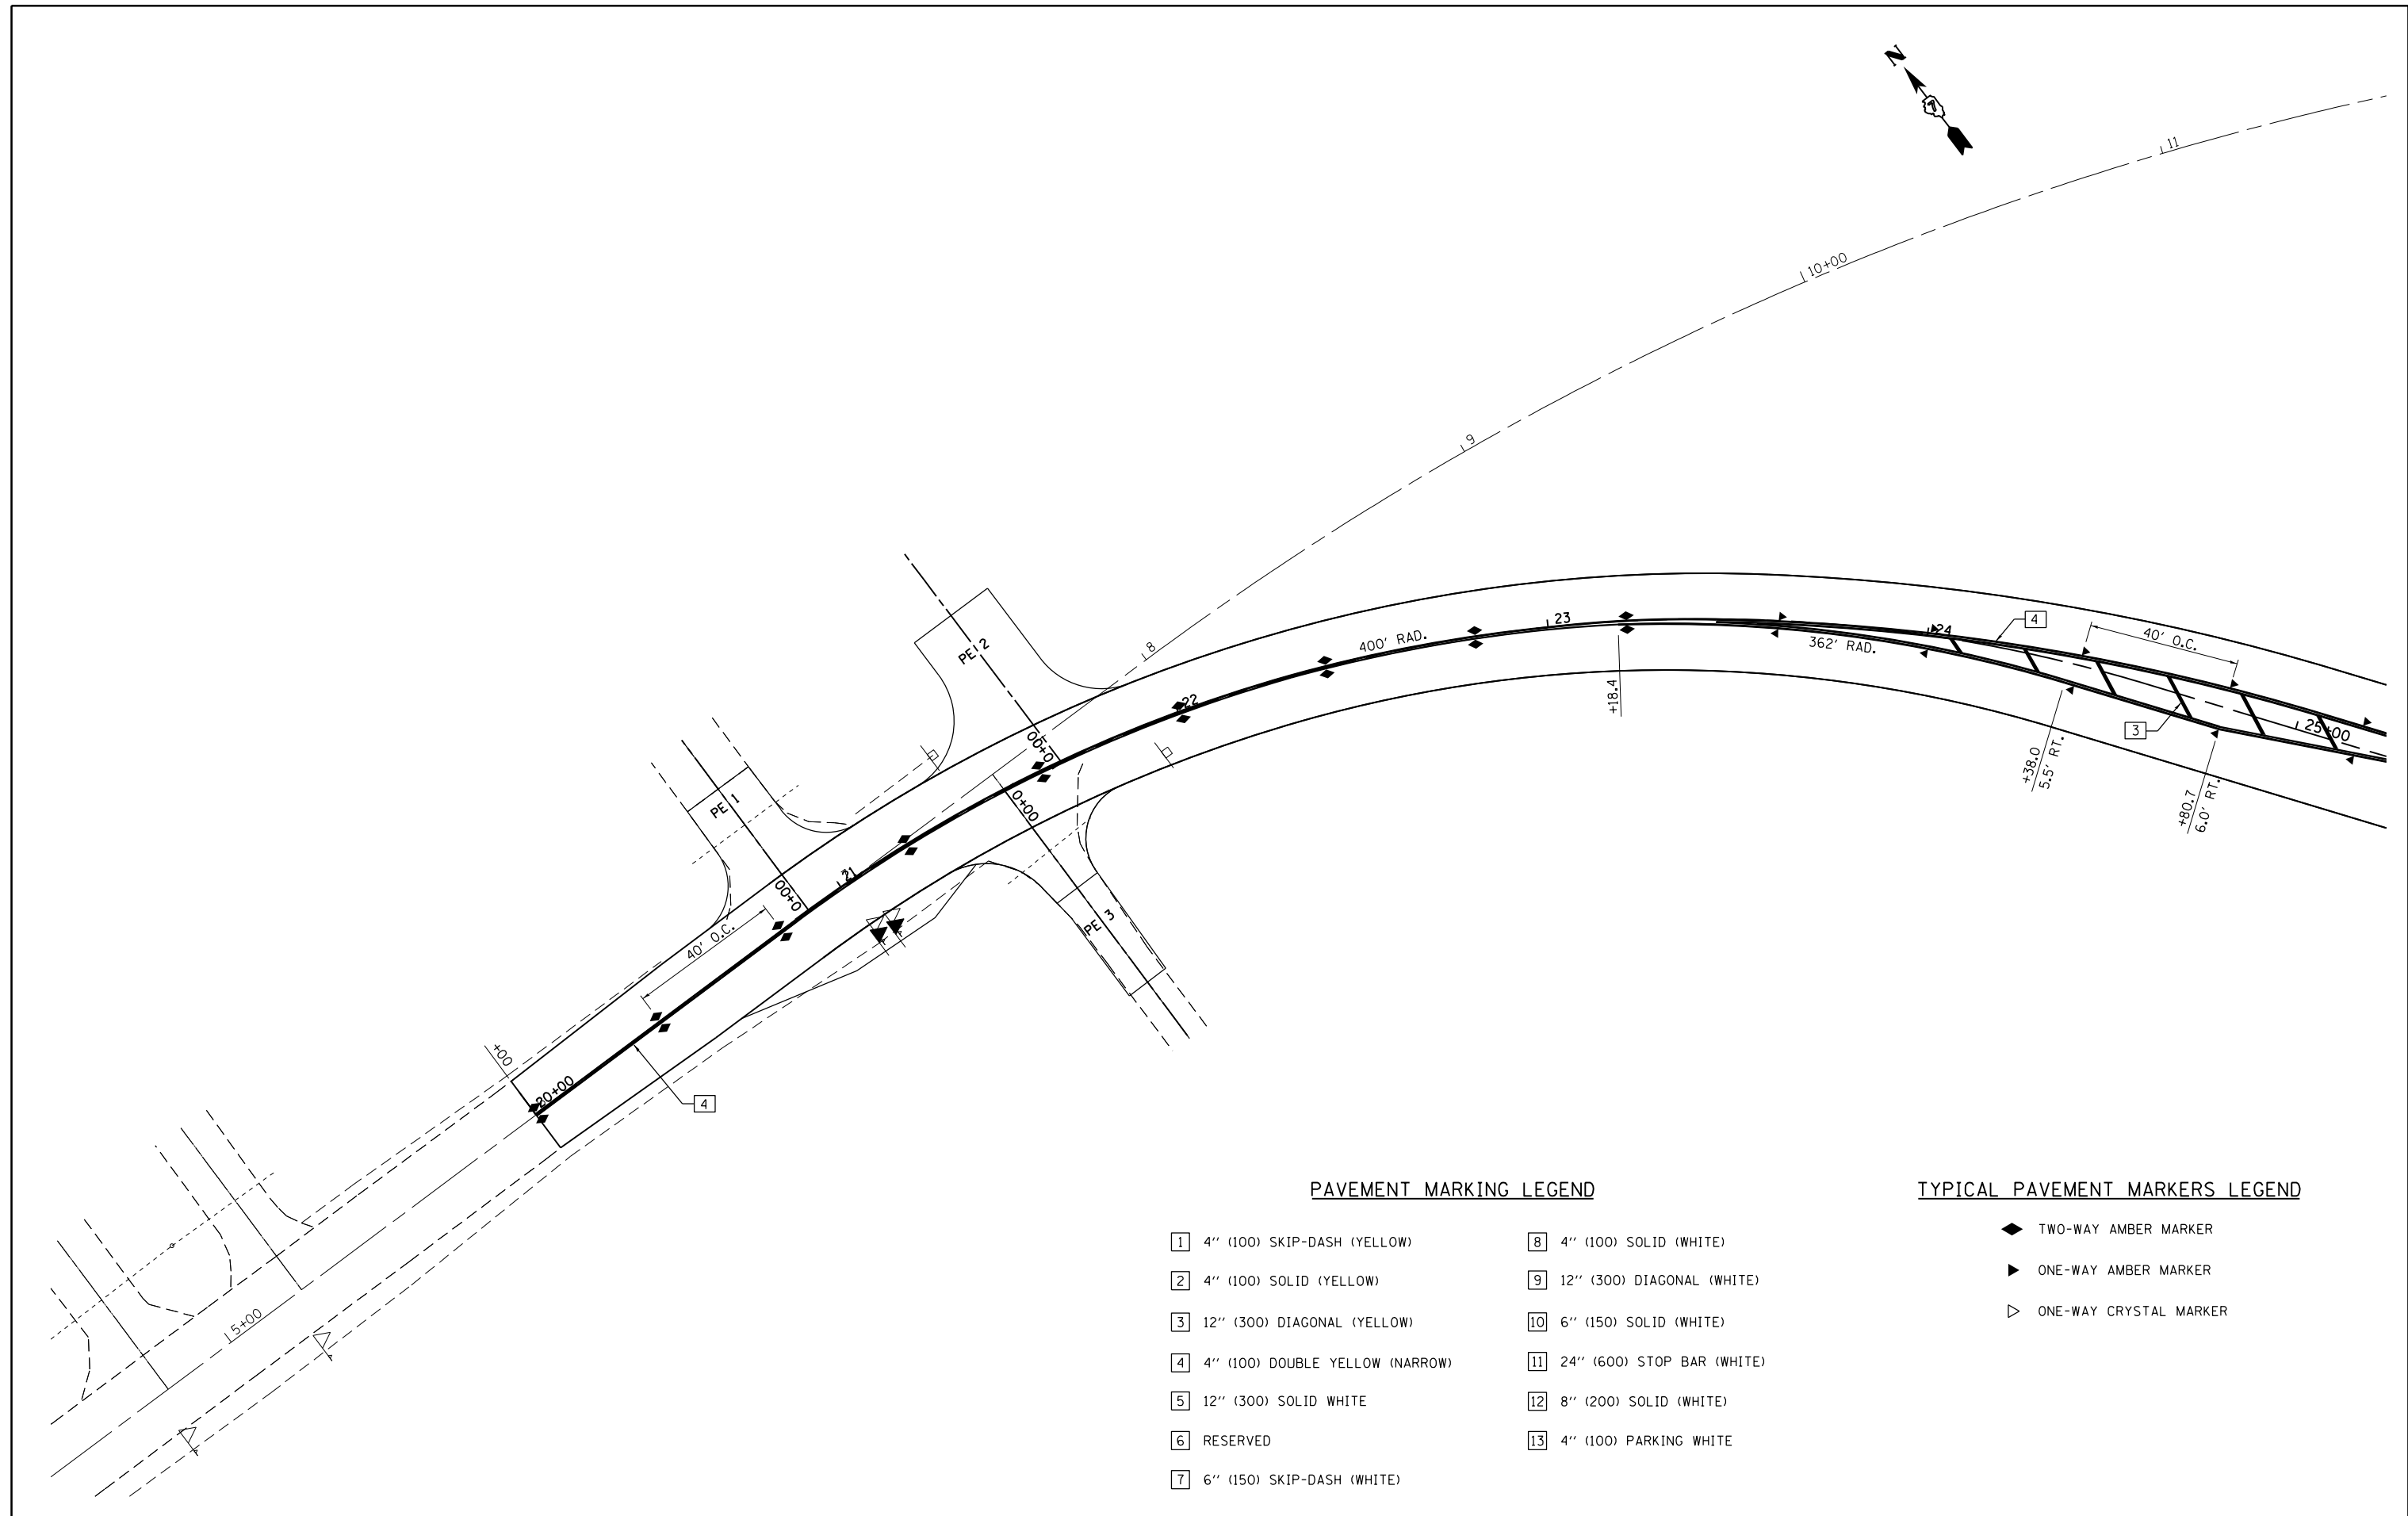 N
7
11
10+00
9
8
PE 2
0+00
PE 1
0+00
21
22
400' RAD.
23
+18.4
362' RAD.
24
4
40' O.C.
3
25+00
+38.0
5.5' RT.
+80.7
6.0' RT.
0+00
PE 3
40' O.C.
+00
20+00
4
5+00
PAVEMENT MARKING LEGEND
1 4'' (100) SKIP-DASH (YELLOW)
2 4'' (100) SOLID (YELLOW)
3 12'' (300) DIAGONAL (YELLOW)
4 4'' (100) DOUBLE YELLOW (NARROW)
5 12'' (300) SOLID WHITE
6 RESERVED
7 6'' (150) SKIP-DASH (WHITE)
8 4'' (100) SOLID (WHITE)
9 12'' (300) DIAGONAL (WHITE)
10 6'' (150) SOLID (WHITE)
11 24'' (600) STOP BAR (WHITE)
12 8'' (200) SOLID (WHITE)
13 4'' (100) PARKING WHITE
TYPICAL PAVEMENT MARKERS LEGEND
TWO-WAY AMBER MARKER
ONE-WAY AMBER MARKER
ONE-WAY CRYSTAL MARKER